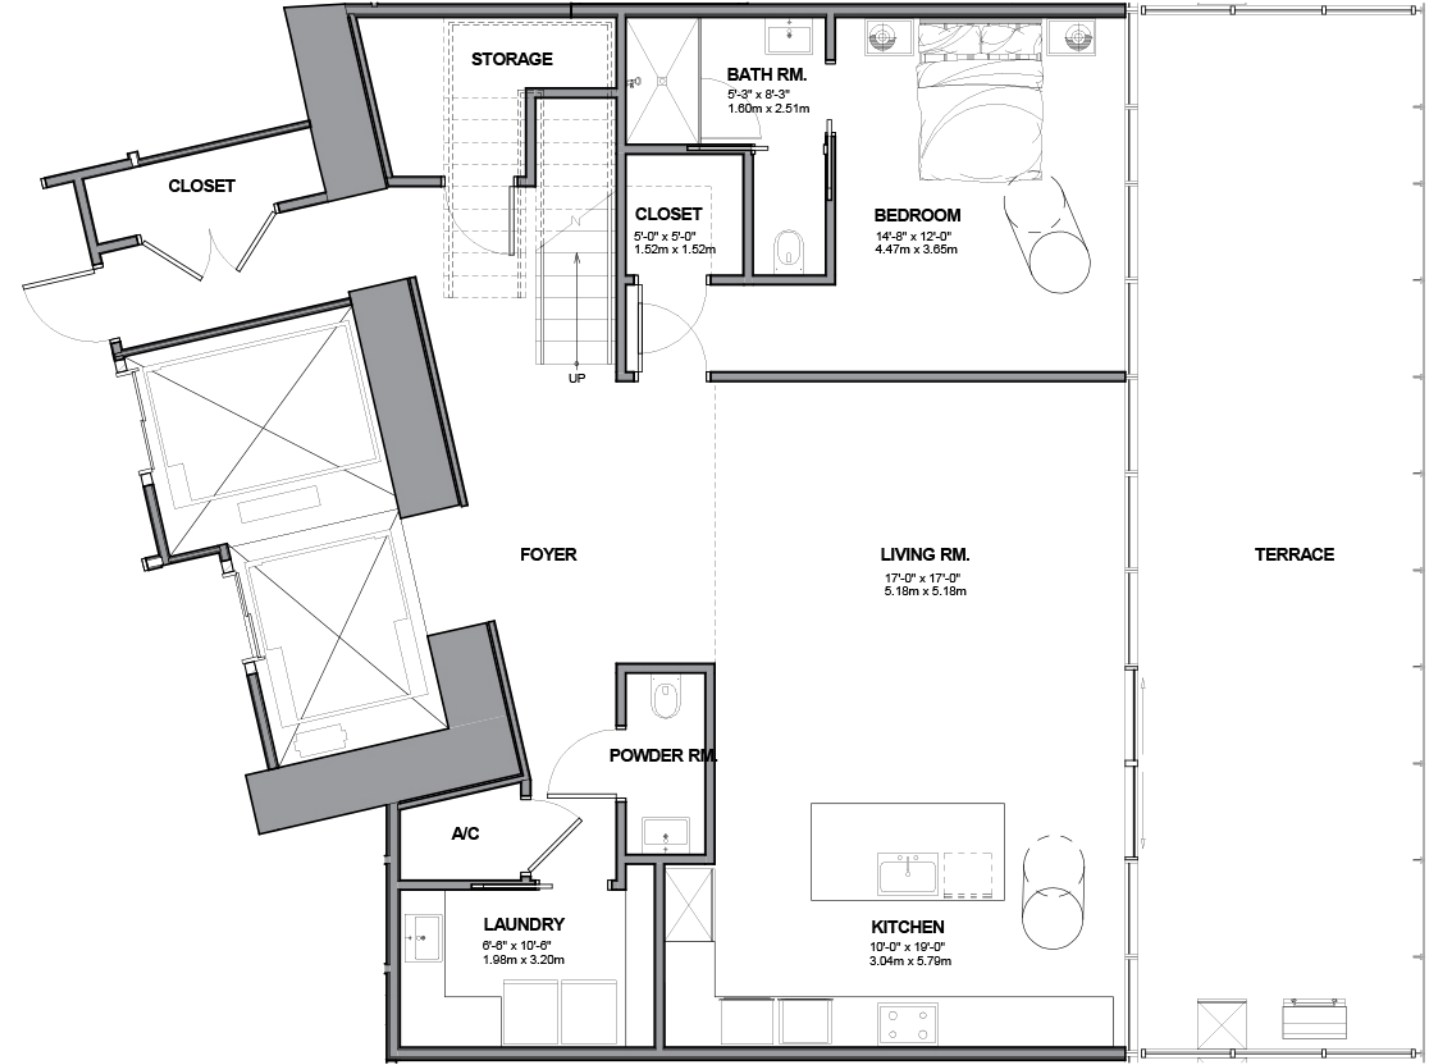 STORAGE
BATH RM.
5'-3" x 8'-3"
1.60m x 2.51m
CLOSET
CLOSET
5'-0" x 5'-0"
1.52m x 1.52m
BEDROOM
14'-8" x 12'-0"
4.47m x 3.65m
N
UP
FOYER
LIVING RM.
17'-0" x 17'-0"
5.18m x 5.18m
TERRACE
POWDER RM.
A/C
LAUNDRY
6'-6" x 10'-6"
1.98m x 3.20m
KITCHEN
10'-0" x 19'-0"
3.04m x 5.79m